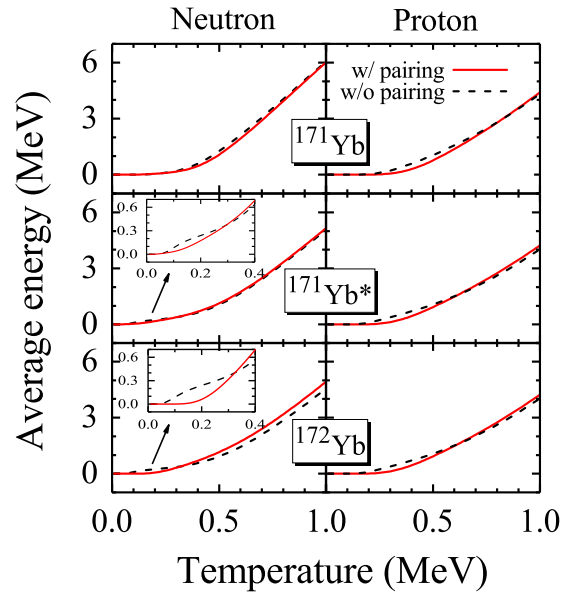 Neutron Proton
Average energy (MeV)
6
3
0
w/ pairing
w/o pairing
171Yb
6
3
0
0.6
0.3
0.0
0.0 0.2 0.4
171Yb*
6
3
0
0.6
0.3
0.0
0.0 0.2 0.4
172Yb
0.0 0.5 1.0 0.5 1.0
Temperature (MeV)